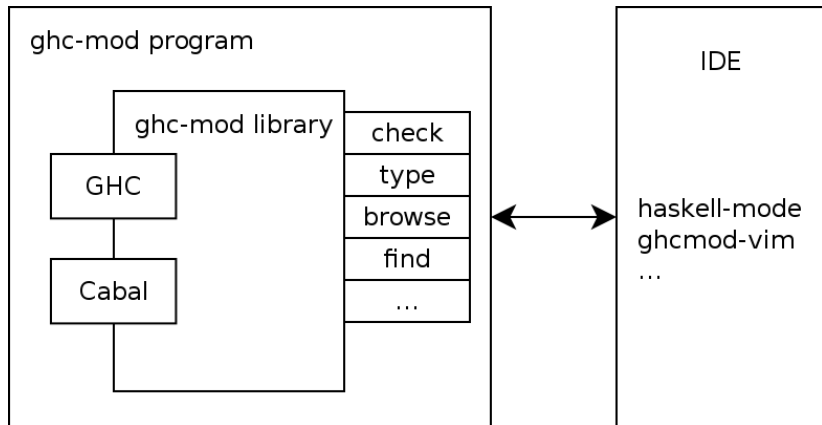 ghc-mod program
ghc-mod library
GHC
Cabal
check
type
browse
find
...
IDE
haskell-mode
ghcmod-vim
...